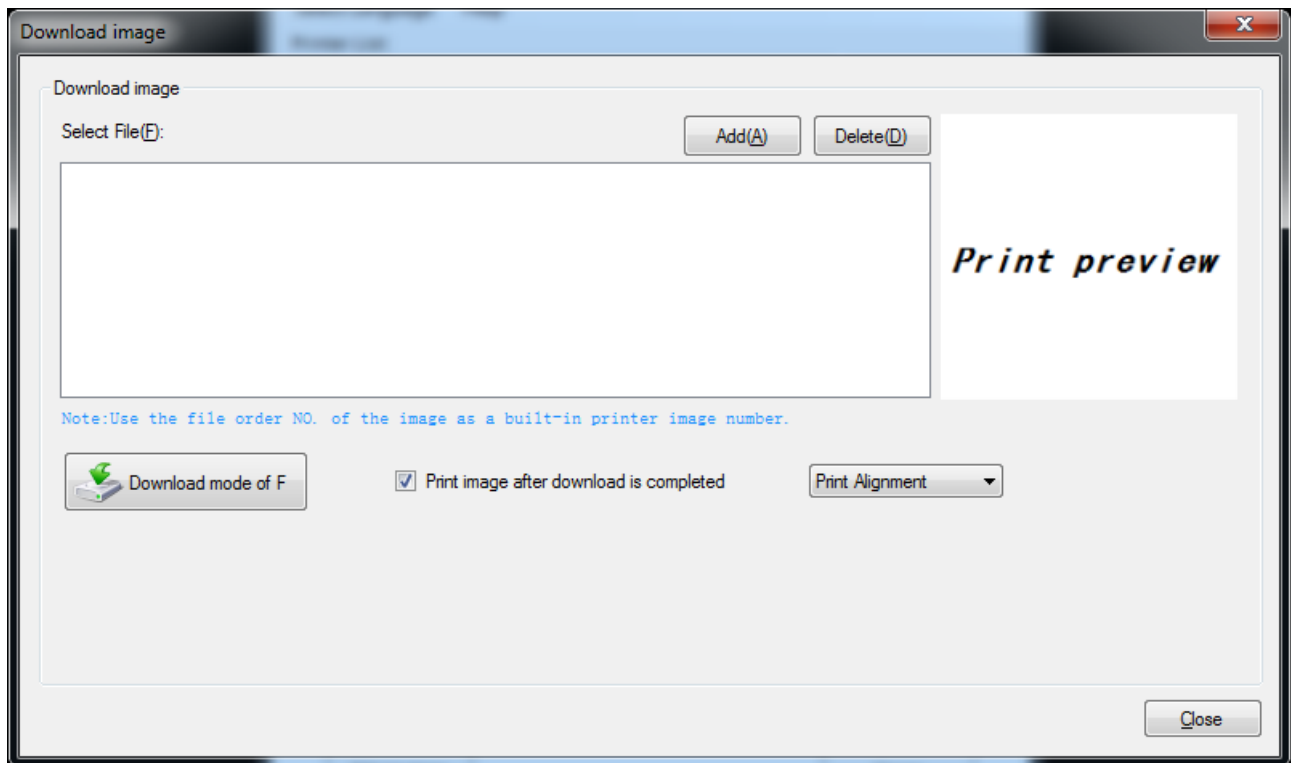 Download image
Download image
Select File(F):
Add(A)
Delete(D)
Print preview
Note:Use the file order NO. of the image as a built-in printer image number.
Download mode of F
Print image after download is completed
Print Alignment
Close